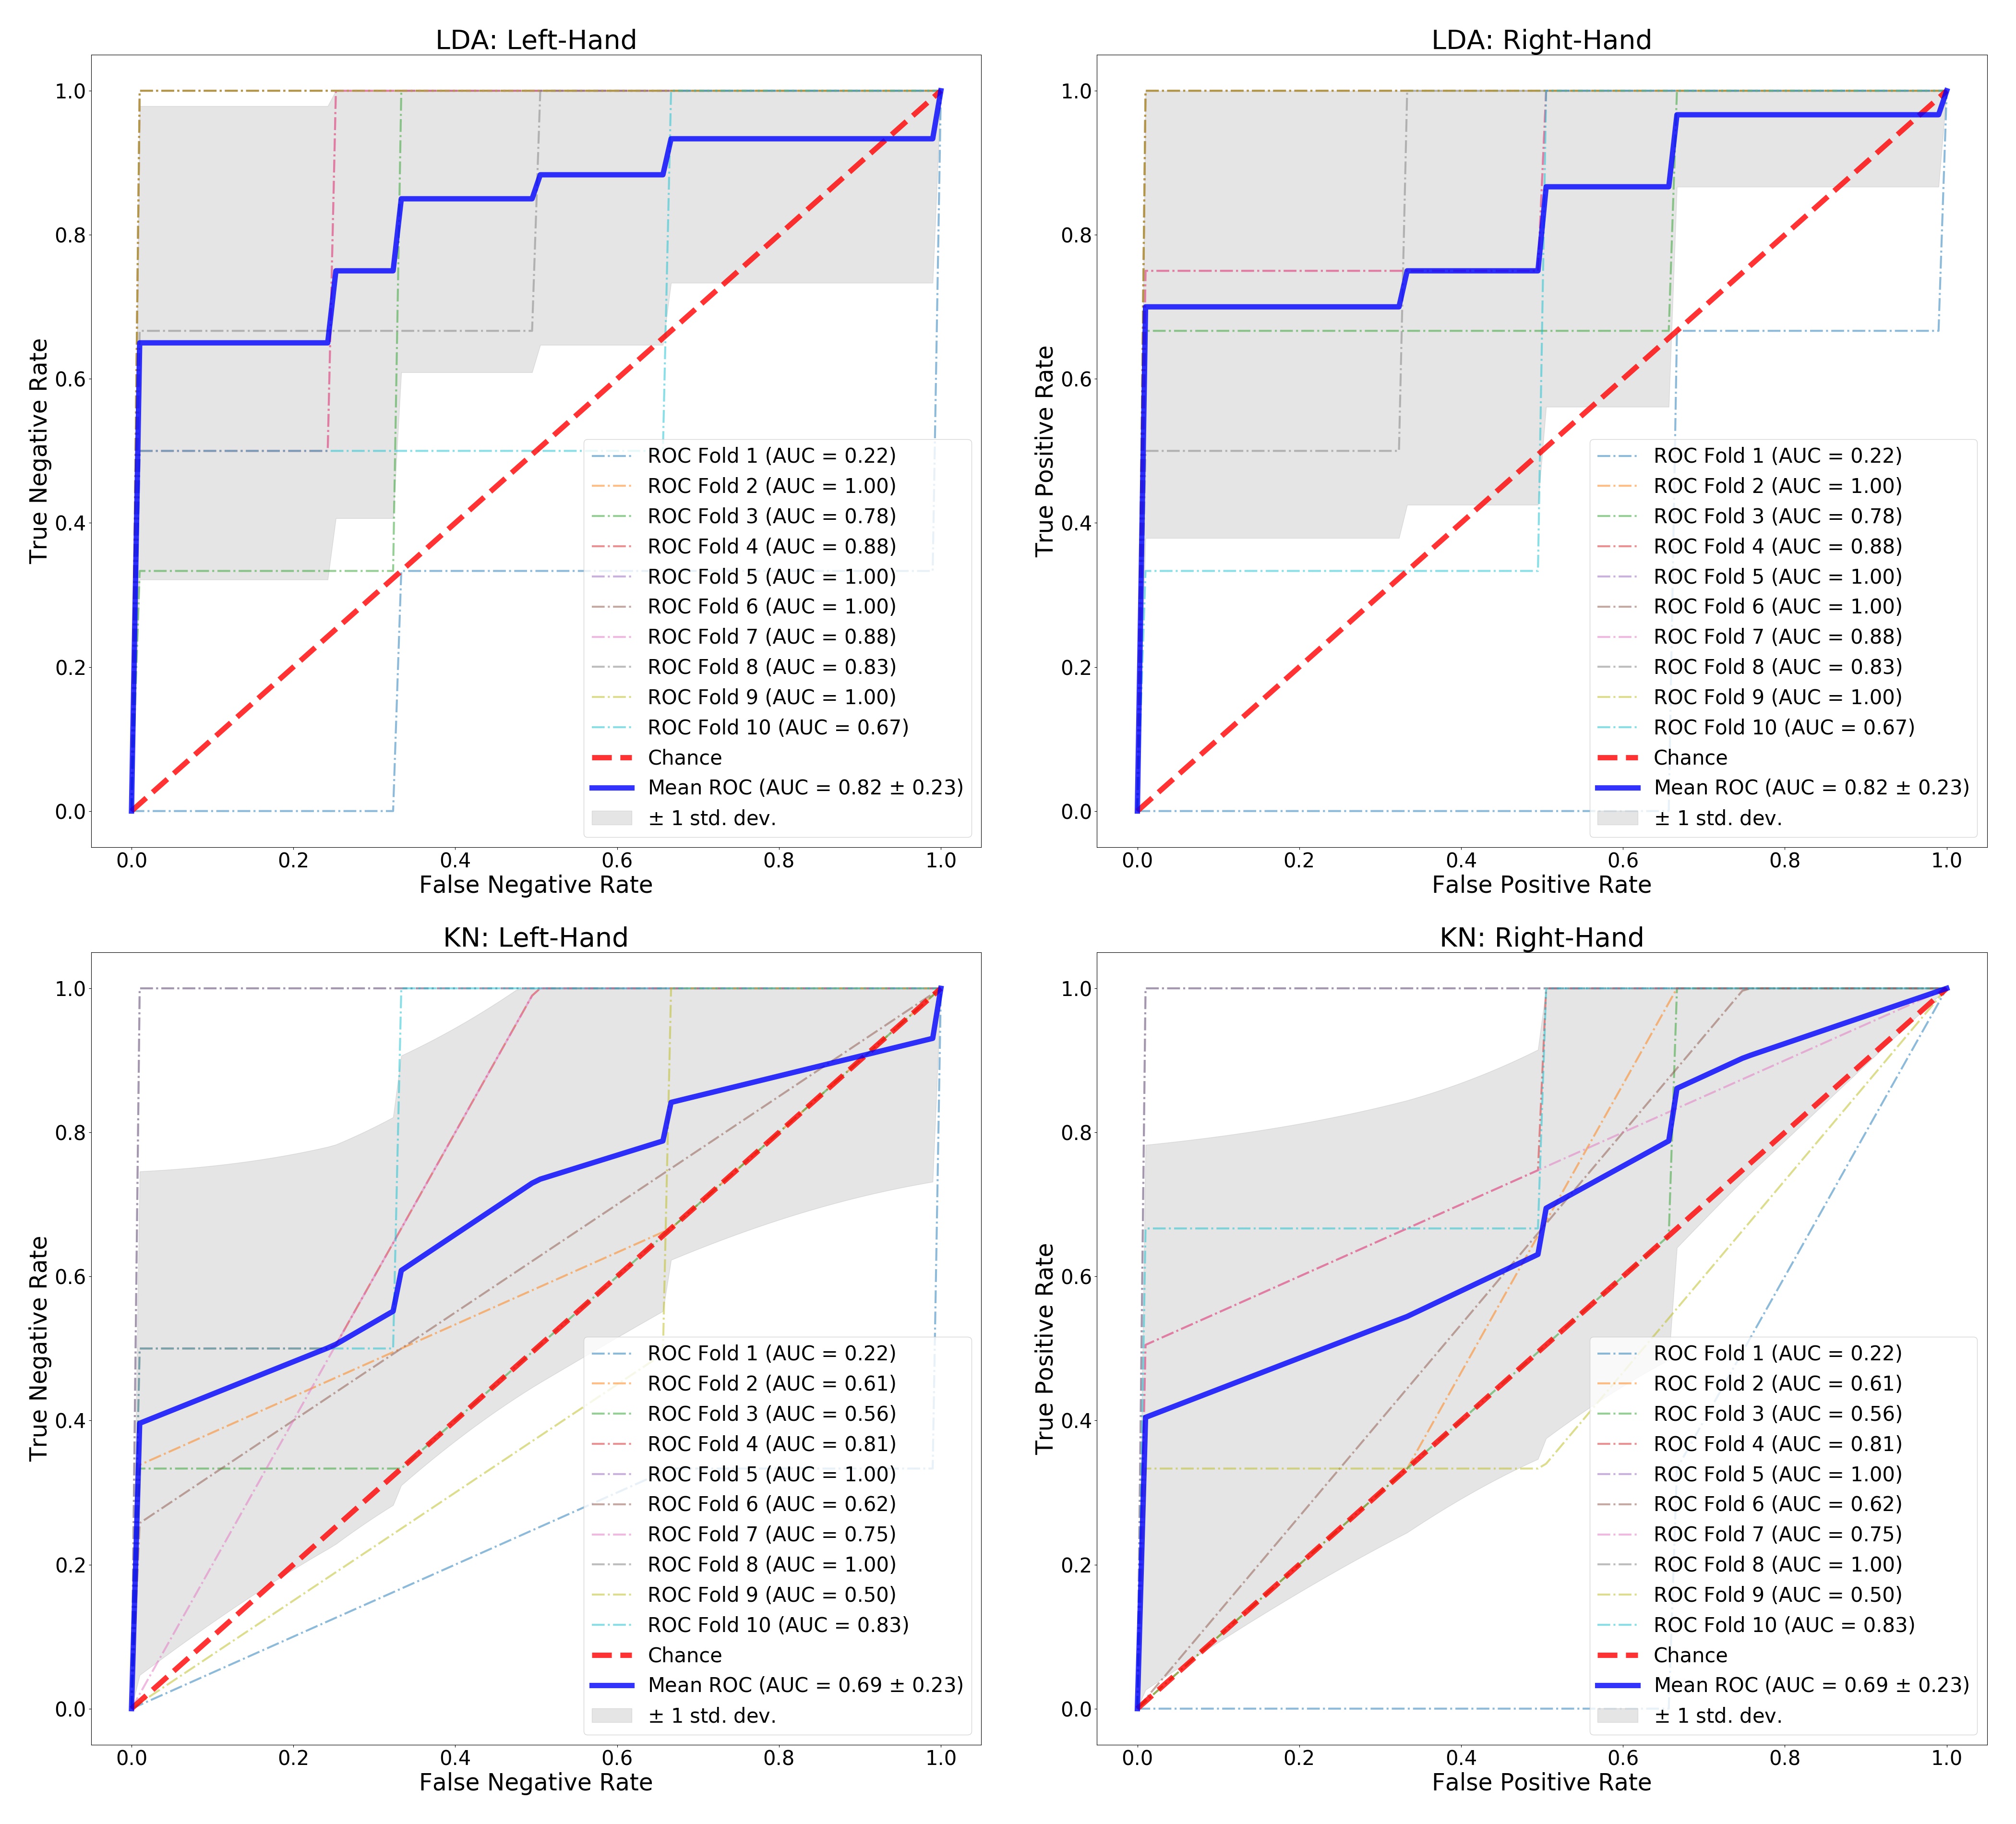 LDA: Left-Hand
True Negative Rate
1.0
0.8
0.6
0.4
0.2
0.0
ROC Fold 1 (AUC = 0.22)
ROC Fold 2 (AUC = 1.00)
ROC Fold 3 (AUC = 0.78)
ROC Fold 4 (AUC = 0.88)
ROC Fold 5 (AUC = 1.00)
ROC Fold 6 (AUC = 1.00)
ROC Fold 7 (AUC = 0.88)
ROC Fold 8 (AUC = 0.83)
ROC Fold 9 (AUC = 1.00)
ROC Fold 10 (AUC = 0.67)
Chance
Mean ROC (AUC = 0.82 ± 0.23)
± 1 std. dev.
0.0 0.2 0.4 0.6 0.8 1.0
False Negative Rate
LDA: Right-Hand
True Positive Rate
1.0
0.8
0.6
0.4
0.2
0.0
ROC Fold 1 (AUC = 0.22)
ROC Fold 2 (AUC = 1.00)
ROC Fold 3 (AUC = 0.78)
ROC Fold 4 (AUC = 0.88)
ROC Fold 5 (AUC = 1.00)
ROC Fold 6 (AUC = 1.00)
ROC Fold 7 (AUC = 0.88)
ROC Fold 8 (AUC = 0.83)
ROC Fold 9 (AUC = 1.00)
ROC Fold 10 (AUC = 0.67)
Chance
Mean ROC (AUC = 0.82 ± 0.23)
± 1 std. dev.
0.0 0.2 0.4 0.6 0.8 1.0
False Positive Rate
KN: Left-Hand
True Negative Rate
1.0
0.8
0.6
0.4
0.2
0.0
ROC Fold 1 (AUC = 0.22)
ROC Fold 2 (AUC = 0.61)
ROC Fold 3 (AUC = 0.56)
ROC Fold 4 (AUC = 0.81)
ROC Fold 5 (AUC = 1.00)
ROC Fold 6 (AUC = 0.62)
ROC Fold 7 (AUC = 0.75)
ROC Fold 8 (AUC = 1.00)
ROC Fold 9 (AUC = 0.50)
ROC Fold 10 (AUC = 0.83)
Chance
Mean ROC (AUC = 0.69 ± 0.23)
± 1 std. dev.
0.0 0.2 0.4 0.6 0.8 1.0
False Negative Rate
KN: Right-Hand
True Positive Rate
1.0
0.8
0.6
0.4
0.2
0.0
ROC Fold 1 (AUC = 0.22)
ROC Fold 2 (AUC = 0.61)
ROC Fold 3 (AUC = 0.56)
ROC Fold 4 (AUC = 0.81)
ROC Fold 5 (AUC = 1.00)
ROC Fold 6 (AUC = 0.62)
ROC Fold 7 (AUC = 0.75)
ROC Fold 8 (AUC = 1.00)
ROC Fold 9 (AUC = 0.50)
ROC Fold 10 (AUC = 0.83)
Chance
Mean ROC (AUC = 0.69 ± 0.23)
± 1 std. dev.
0.0 0.2 0.4 0.6 0.8 1.0
False Positive Rate